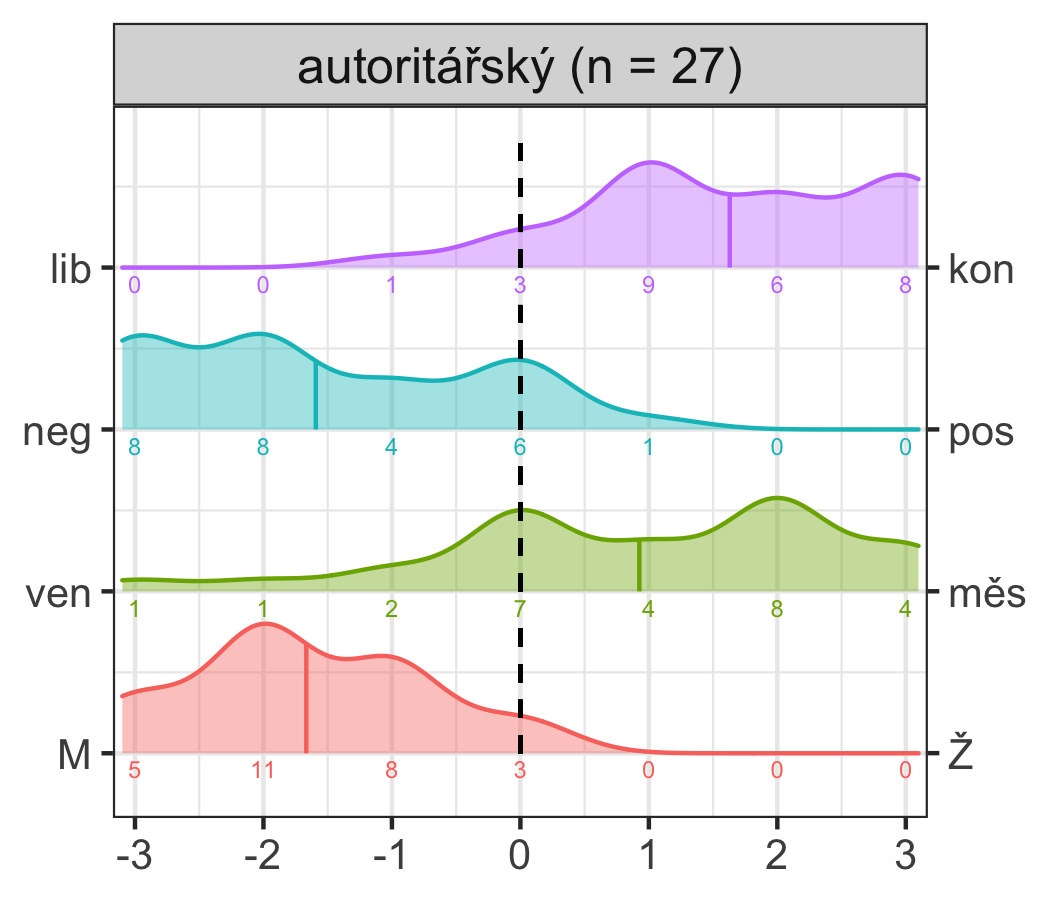 autoritářský (n = 27)
lib kon
0 0 1 3 9 6 8
neg pos
8 8 4 6 1 0 0
ven měs
1 1 2 7 4 8 4
M Ž
5 11 8 3 0 0 0
-3 -2 -1 0 1 2 3